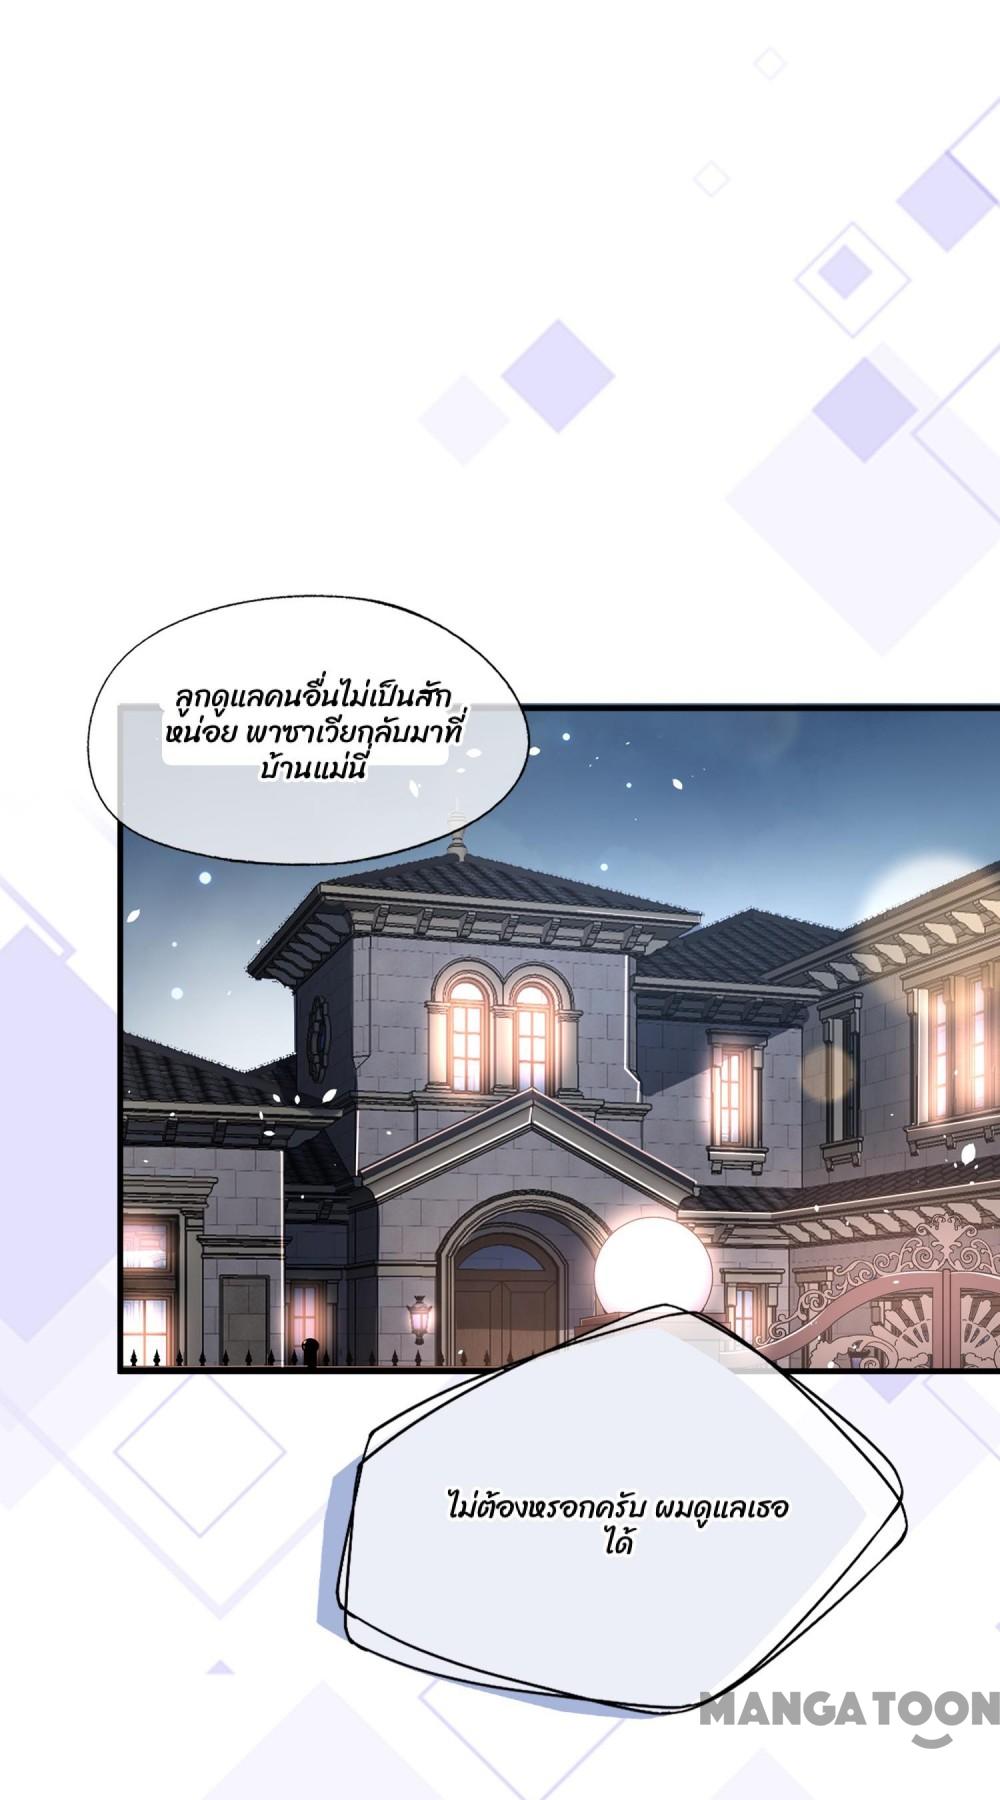 ลูกดูแลคนอื่นไม่เป็นสัก
หน่อย พาซาเวียกลับมาที่
บ้านแม่นี่
ไม่ต้องหรอกครับ ผมดูแลเธอ
ได้
MANGATOON